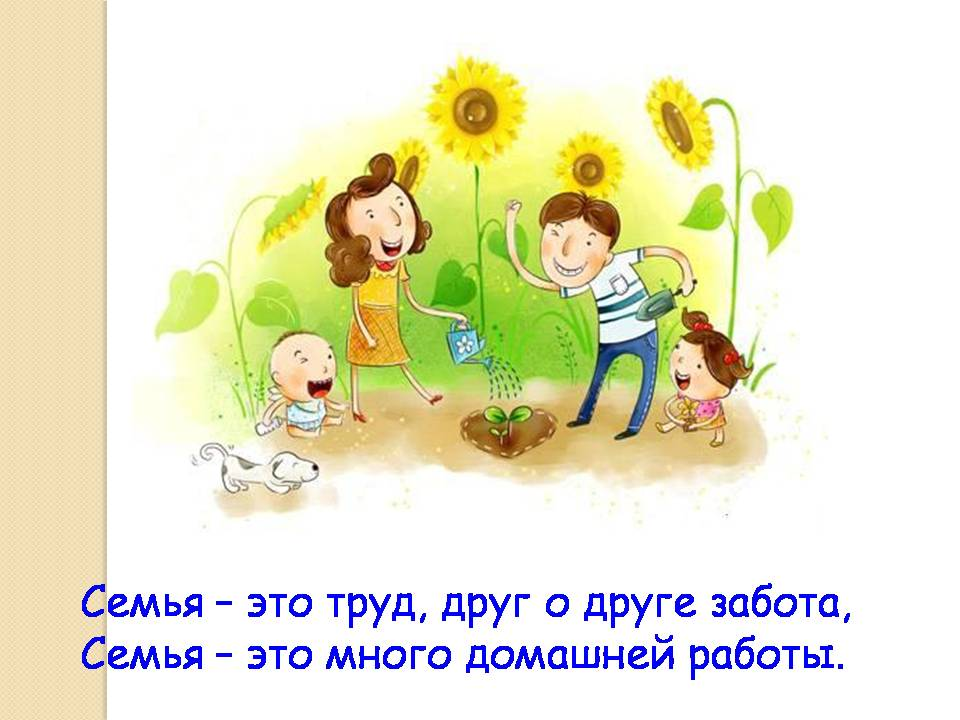 Семья – это труд, друг о друге забота,
Семья – это много домашней работы.